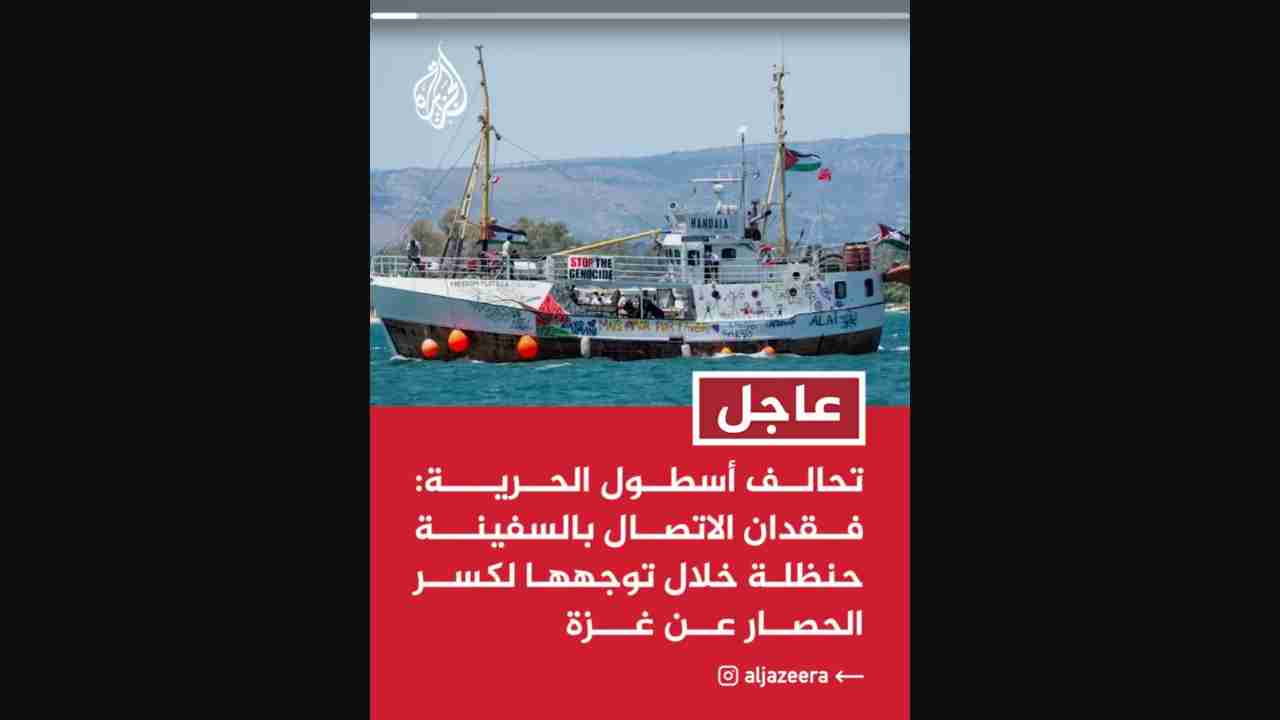 الجزيرة
HANDALA
STOP THE
GENOCIDE
عاجل
تحالف أسطول الحرية:
فقدان الاتصال بالسفينة
حنظلة خلال توجهها لكسر
الحصار عن غزة
aljazeera